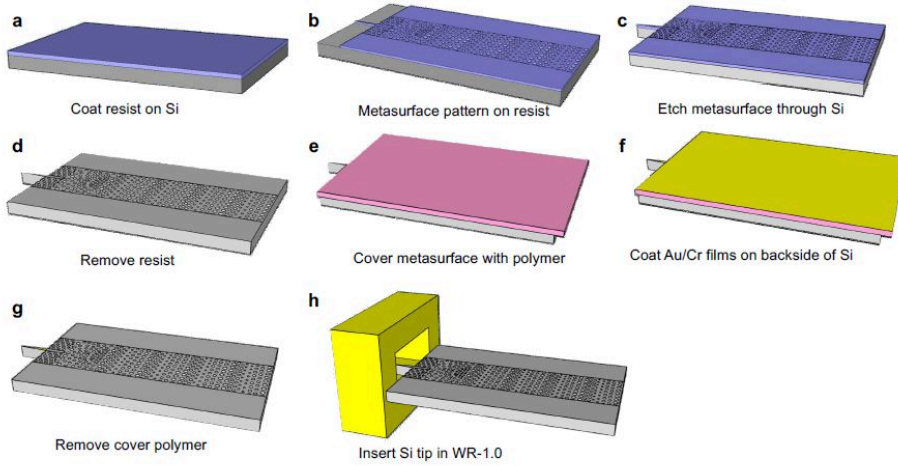 a
Coat resist on Si
b
Metasurface pattern on resist
c
Etch metasurface through Si
d
Remove resist
e
Cover metasurface with polymer
f
Coat Au/Cr films on backside of Si
g
Remove cover polymer
h
Insert Si tip in WR-1.0